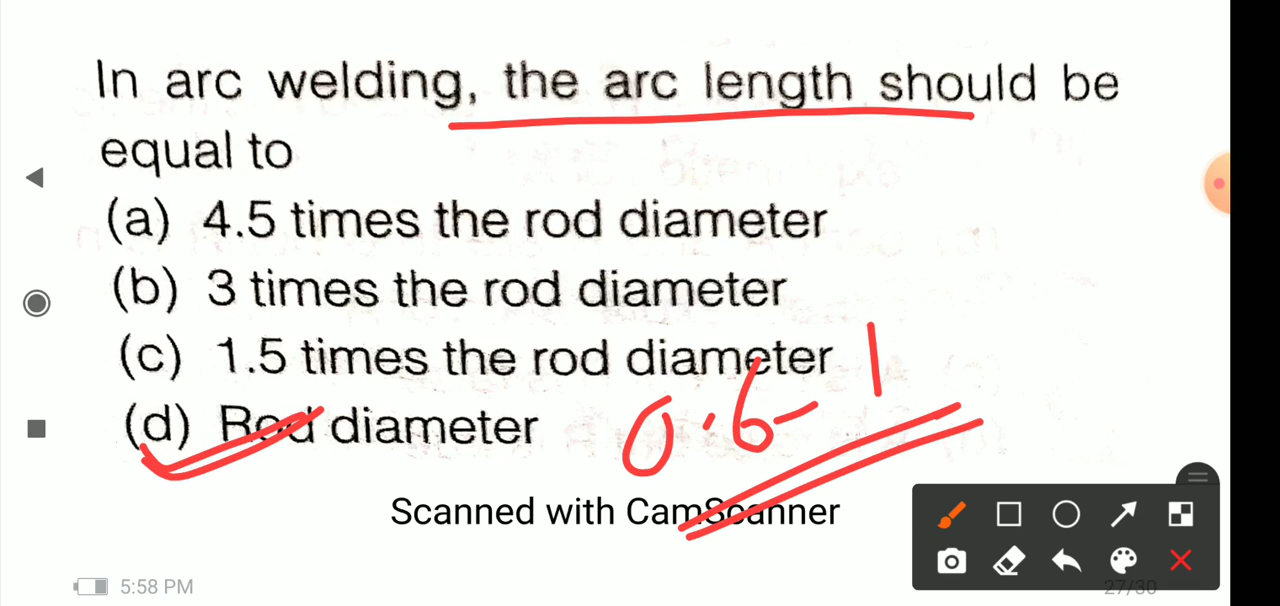 In arc welding, the arc length should be
equal to
(a) 4.5 times the rod diameter
(b) 3 times the rod diameter
(c) 1.5 times the rod diameter
(d) Rod diameter
0.6-1
Scanned with CamScanner
5:58 PM
27/30